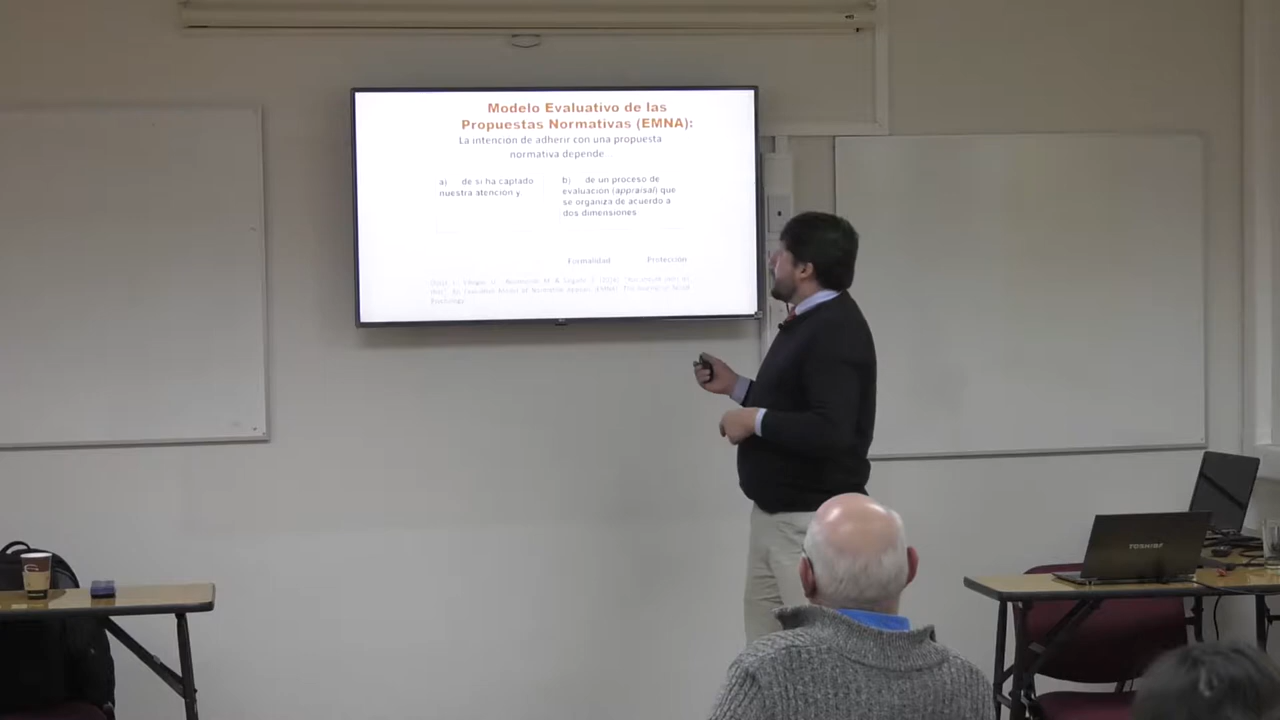 Modelo Evaluativo de las
Propuestas Normativas (EMNA):
La intención de adherir con una propuesta
normativa depende...
a) de si ha captado
nuestra atención y
b) de un proceso de
evaluación (appraisal) que
se organiza de acuerdo a
dos dimensiones
Formalidad
Protección
Psychology
TOSHIBA